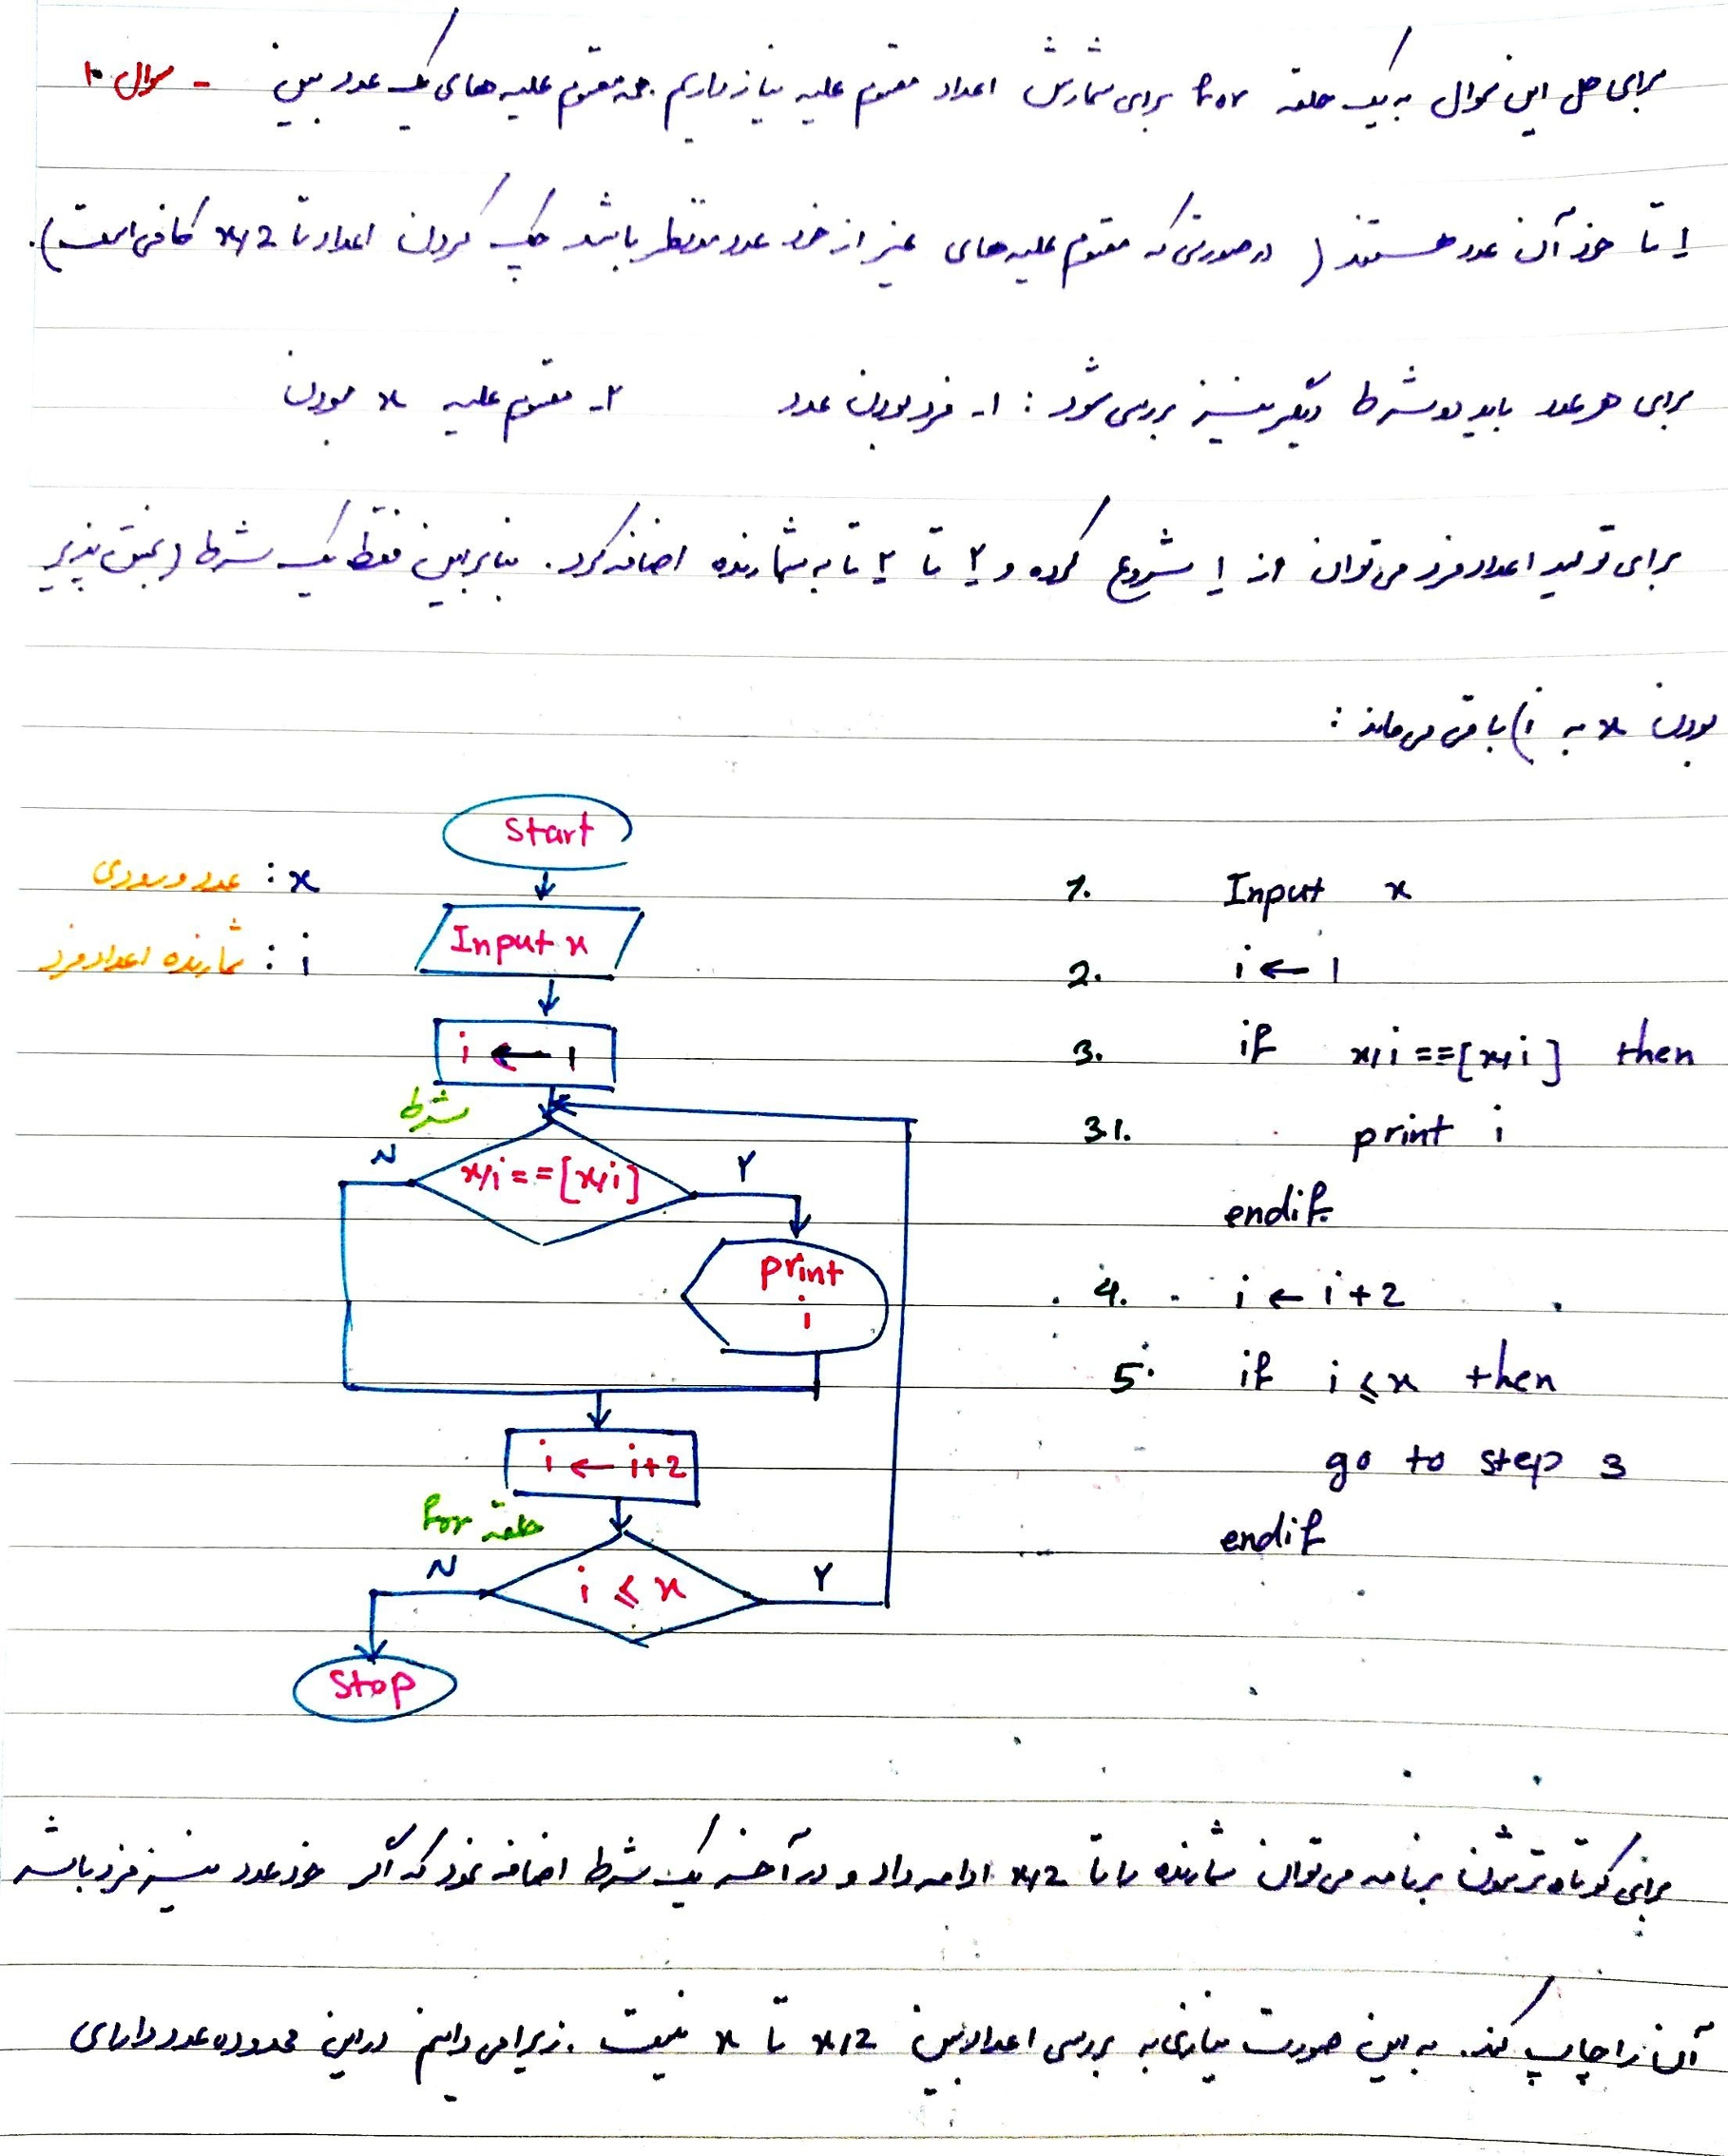 سوال ۱۰ - برای حل این سوال به یک حلقه for برای شمارش اعداد مقسوم علیه نیاز داریم. همه مقسوم علیه های یک عدد بین
۱ تا خود آن عدد هستند ( در صورتی که مقسوم علیه های غیر از خود عدد مدنظر باشد چک کردن اعداد تا x/2 کافی است).
برای هر عدد باید دو شرط دیگر نیز بررسی شود : ۱- فرد بودن عدد ۲- مقسوم علیه x بودن
برای تولید اعداد فرد می توان از ۱ شروع کرده و ۲ تا ۲ تا به شمارنده اضافه کرد. بنابراین فقط یک شرط (بخش پذیر
بودن x به i) باقی می ماند :
Start
x : عدد ورودی
i : شمارنده اعداد فرد
Input x
i ← 1
شرط
N
x/i==[x/i]
Y
print
i
i ← i+2
حلقه for
N
i ≤ x
Y
Stop
1. Input x
2. i ← 1
3. if x/i==[x/i] then
3.1. print i
endif.
4. i ← i+2
5. if i ≤ x then
go to step 3
endif
برای کوتاه تر شدن برنامه می توان شمارنده را تا x/2 ادامه داد و در آخر یک شرط اضافه نمود که اگر خود عدد نیز فرد باشد
آن را چاپ کند. به این صورت نیازی به بررسی اعداد بین x/2 تا x نیست. زیرا می دانیم در این محدوده عدد دارای